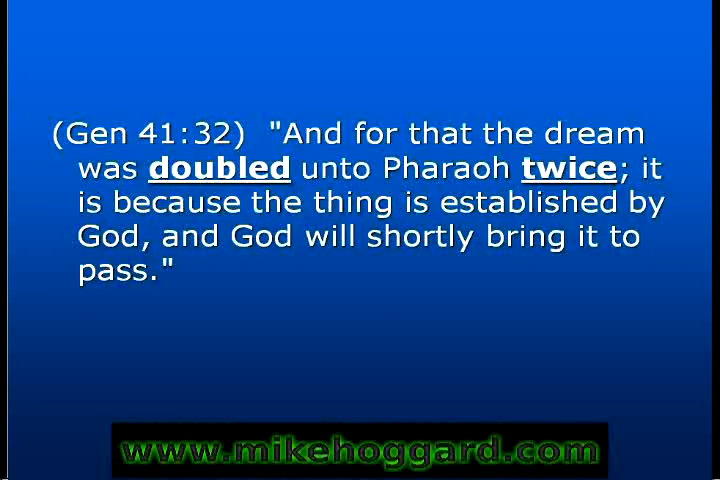 (Gen 41:32)  "And for that the dream
was doubled unto Pharaoh twice; it
is because the thing is established by
God, and God will shortly bring it to
pass."
www.mikehoggard.com